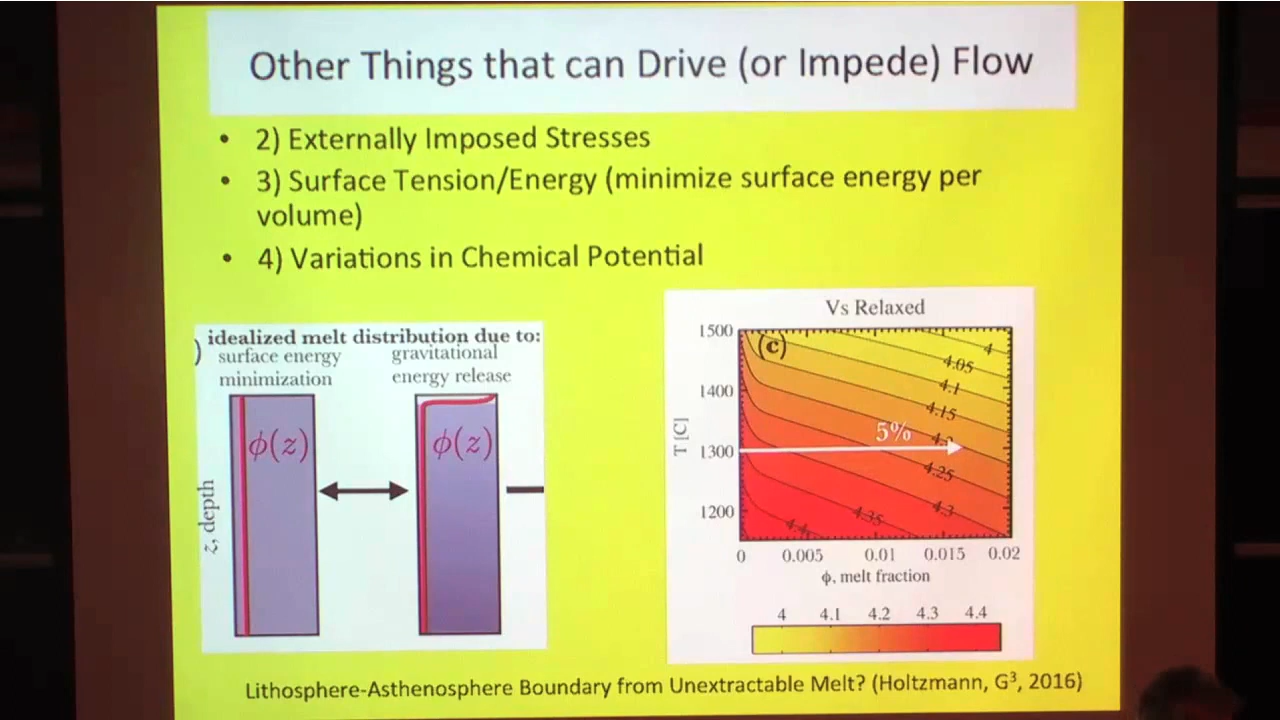 Other Things that can Drive (or Impede) Flow
• 2) Externally Imposed Stresses
• 3) Surface Tension/Energy (minimize surface energy per
volume)
• 4) Variations in Chemical Potential
) idealized melt distribution due to:
surface energy
minimization
gravitational
energy release
ϕ(z)
ϕ(z)
z, depth
Vs Relaxed
(c)
T [C]
1500
1400
1300
1200
4
4.05
4.1
4.15
5%
4.25
4.3
4.35
4.4
0 0.005 0.01 0.015 0.02
ϕ, melt fraction
4 4.1 4.2 4.3 4.4
Lithosphere-Asthenosphere Boundary from Unextractable Melt? (Holtzmann, G³, 2016)